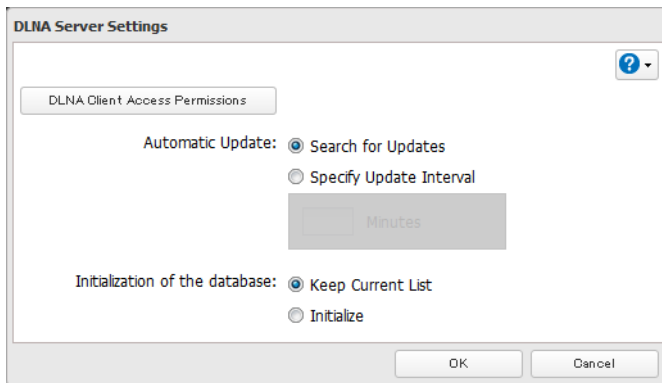 DLNA Server Settings
?
DLNA Client Access Permissions
Automatic Update: Search for Updates
Specify Update Interval
Minutes
Initialization of the database: Keep Current List
Initialize
OK Cancel